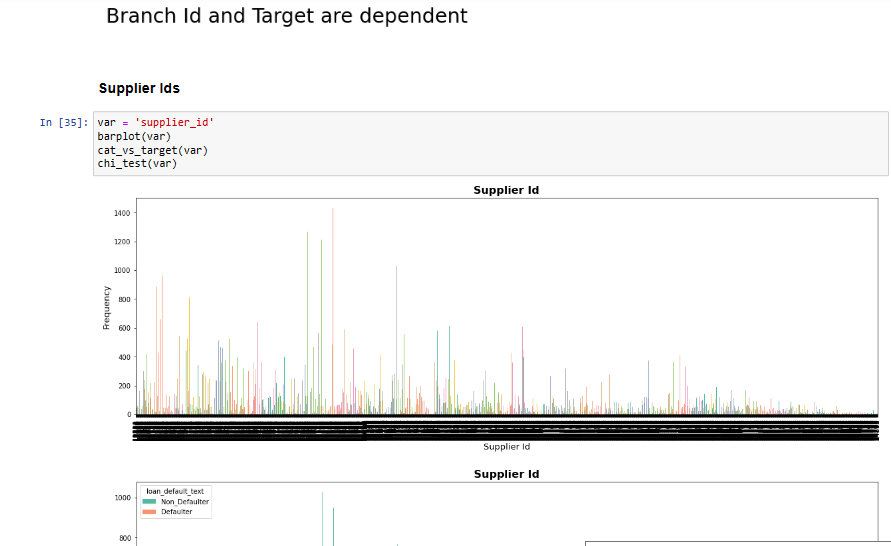 Branch Id and Target are dependent
Supplier Ids
In [35]:
var = 'supplier_id'
barplot(var)
cat_vs_target(var)
chi_test(var)
Supplier Id
1400
1200
1000
800
600
400
200
0
Frequency
Supplier Id
Supplier Id
loan_default_text
Non_Defaulter
Defaulter
1000
800